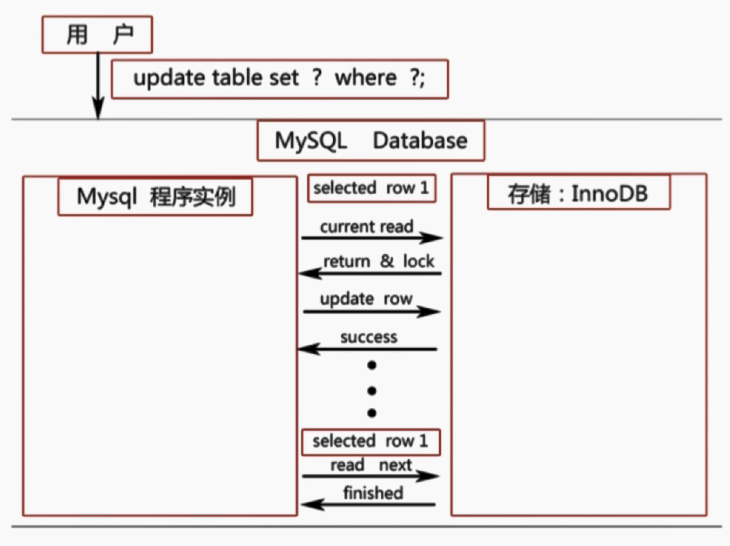 用 户
update table set ? where ?;
MySQL Database
Mysql 程序实例
selected row 1
存储：InnoDB
current read
return & lock
update row
success
selected row 1
read next
finished